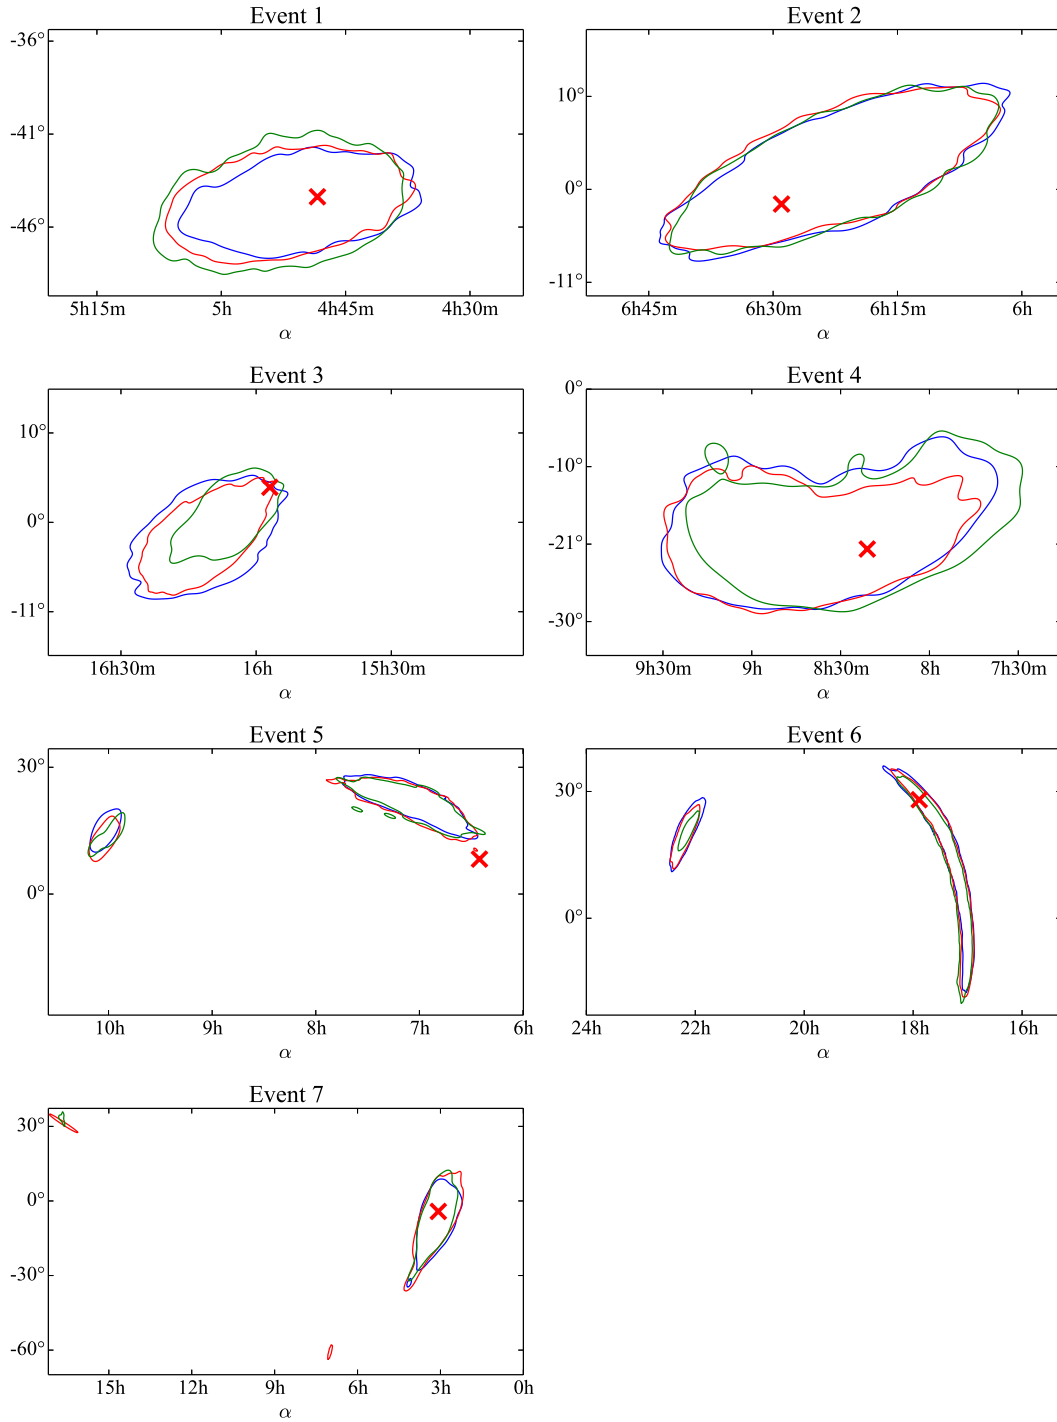 Event 1
-36°
-41°
-46°
5h15m 5h 4h45m 4h30m
α
Event 2
10°
0°
-11°
6h45m 6h30m 6h15m 6h
α
Event 3
10°
0°
-11°
16h30m 16h 15h30m
α
Event 4
0°
-10°
-21°
-30°
9h30m 9h 8h30m 8h 7h30m
α
Event 5
30°
0°
10h 9h 8h 7h 6h
α
Event 6
30°
0°
24h 22h 20h 18h 16h
α
Event 7
30°
0°
-30°
-60°
15h 12h 9h 6h 3h 0h
α